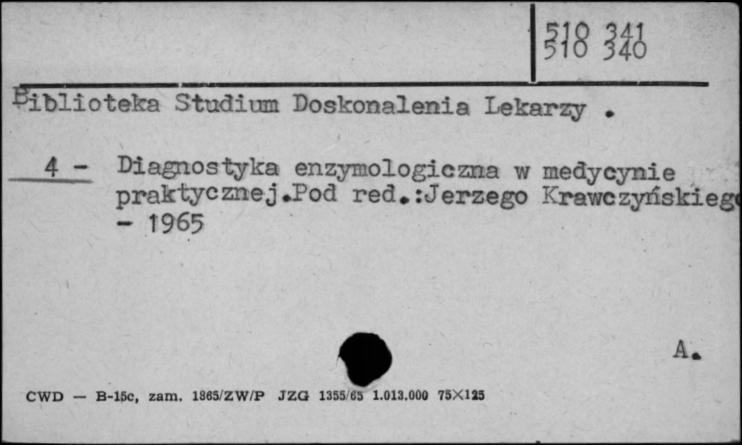 510 341
510 340
Biblioteka Studium Doskonalenia Lekarzy .
4 - Diagnostyka enzymologiczna w medycynie
praktycznej.Pod red.:Jerzego Krawczyńskiego
- 1965
A.
CWD — B-15c, zam. 1865/ZW/P JZG 1355/65 1.013.000 75X125